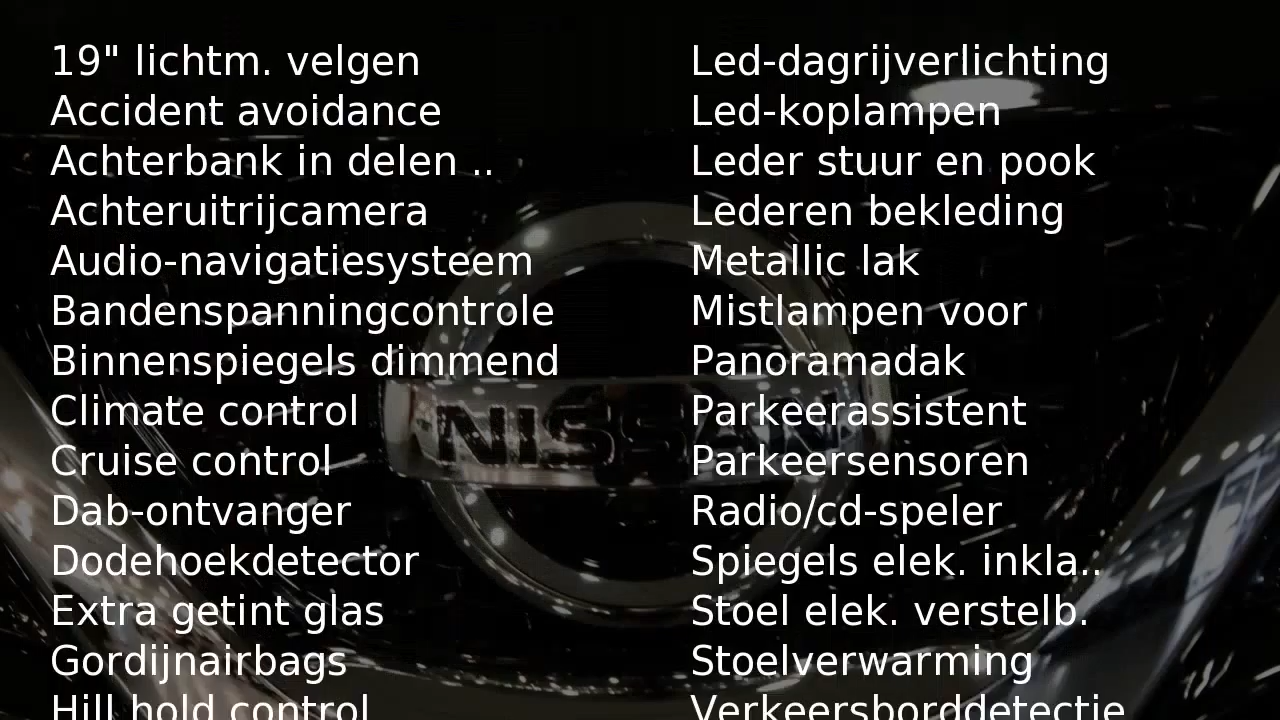 19" lichtm. velgen
Accident avoidance
Achterbank in delen ..
Achteruitrijcamera
Audio-navigatiesysteem
Bandenspanningcontrole
Binnenspiegels dimmend
Climate control
Cruise control
Dab-ontvanger
Dodehoekdetector
Extra getint glas
Gordijnairbags
Hill hold control
Led-dagrijverlichting
Led-koplampen
Leder stuur en pook
Lederen bekleding
Metallic lak
Mistlampen voor
Panoramadak
Parkeerassistent
Parkeersensoren
Radio/cd-speler
Spiegels elek. inkla..
Stoel elek. verstelb.
Stoelverwarming
Verkeersborddetectie
NISSAN